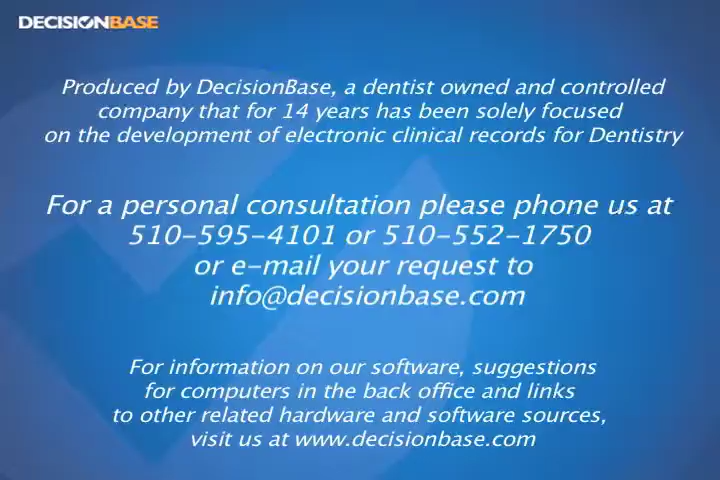 DECISIONBASE
Produced by DecisionBase, a dentist owned and controlled
company that for 14 years has been solely focused
on the development of electronic clinical records for Dentistry
For a personal consultation please phone us at
510-595-4101 or 510-552-1750
or e-mail your request to
info@decisionbase.com
For information on our software, suggestions
for computers in the back office and links
to other related hardware and software sources,
visit us at www.decisionbase.com